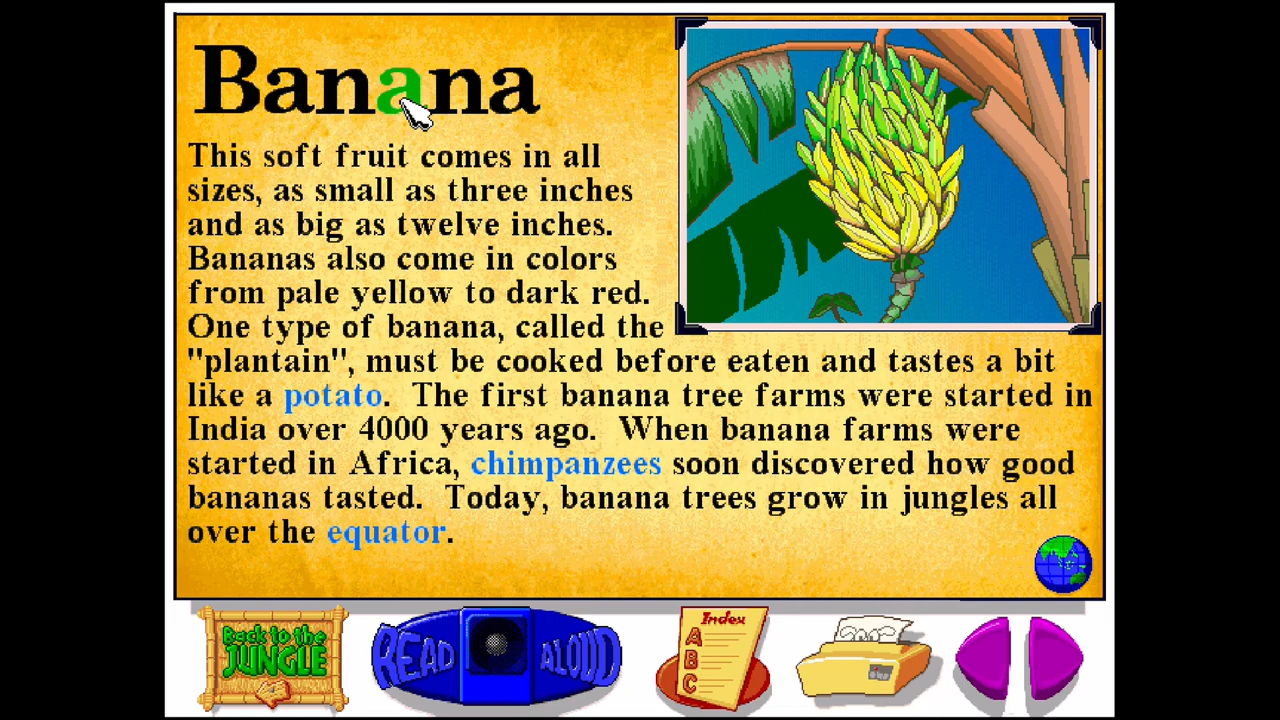 Banana
This soft fruit comes in all
sizes, as small as three inches
and as big as twelve inches.
Bananas also come in colors
from pale yellow to dark red.
One type of banana, called the
"plantain", must be cooked before eaten and tastes a bit
like a potato.  The first banana tree farms were started in
India over 4000 years ago.  When banana farms were
started in Africa, chimpanzees soon discovered how good
bananas tasted.  Today, banana trees grow in jungles all
over the equator.
Back to the
JUNGLE
READ ALOUD
Index
A
B
C